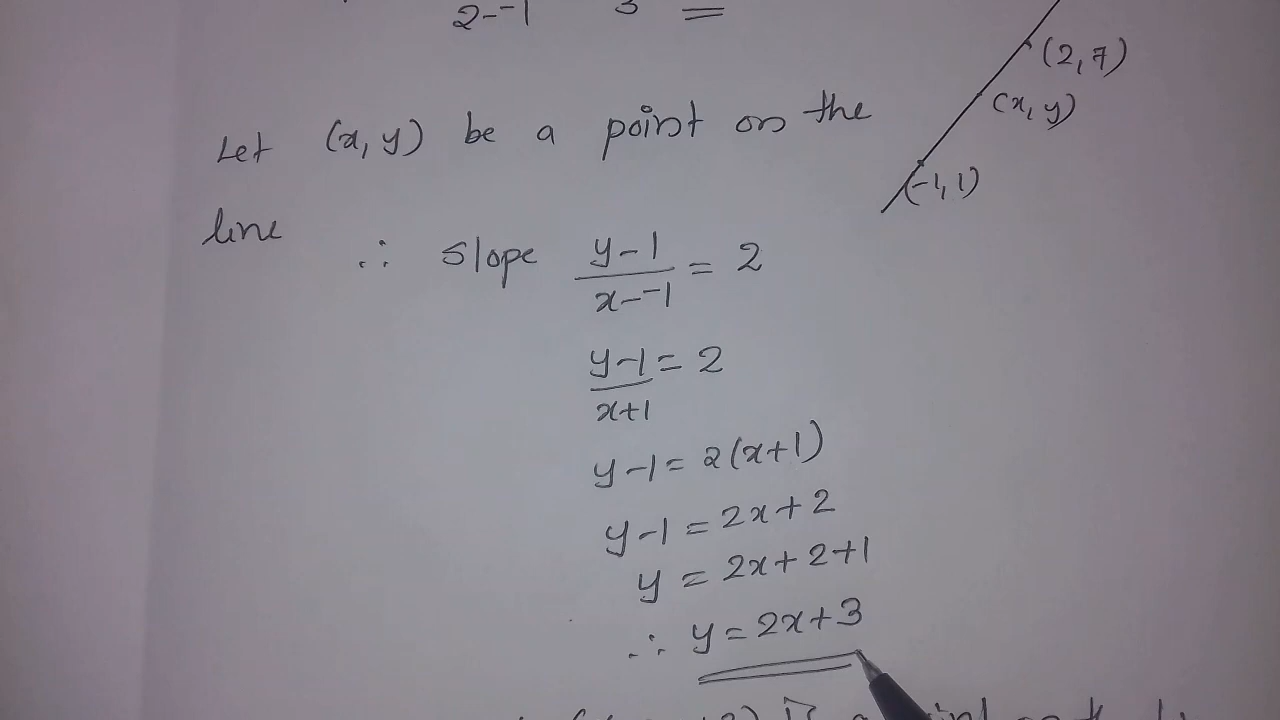 2--1 3
(2, 7)
(x, y)
(-1, 1)
Let (x, y) be a point on the
line ∴ Slope y-1 = 2
x--1
y-1 = 2
x+1
y-1 = 2(x+1)
y-1 = 2x+2
y = 2x+2+1
∴ y = 2x+3